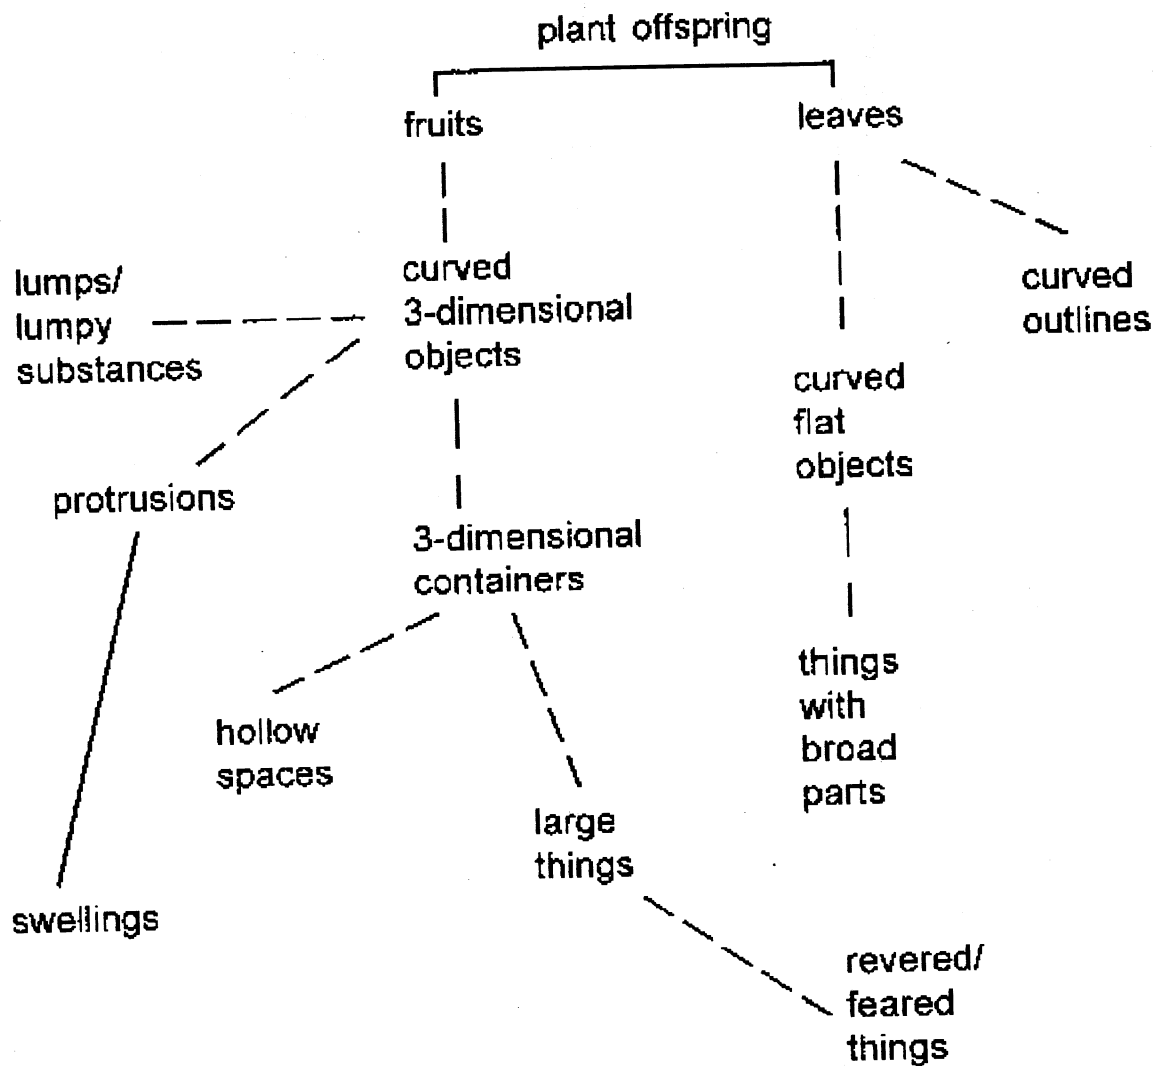 plant offspring
fruits
leaves
curved
3-dimensional
objects
lumps/
lumpy
substances
curved
outlines
curved
flat
objects
protrusions
3-dimensional
containers
things
with
broad
parts
hollow
spaces
large
things
swellings
revered/
feared
things